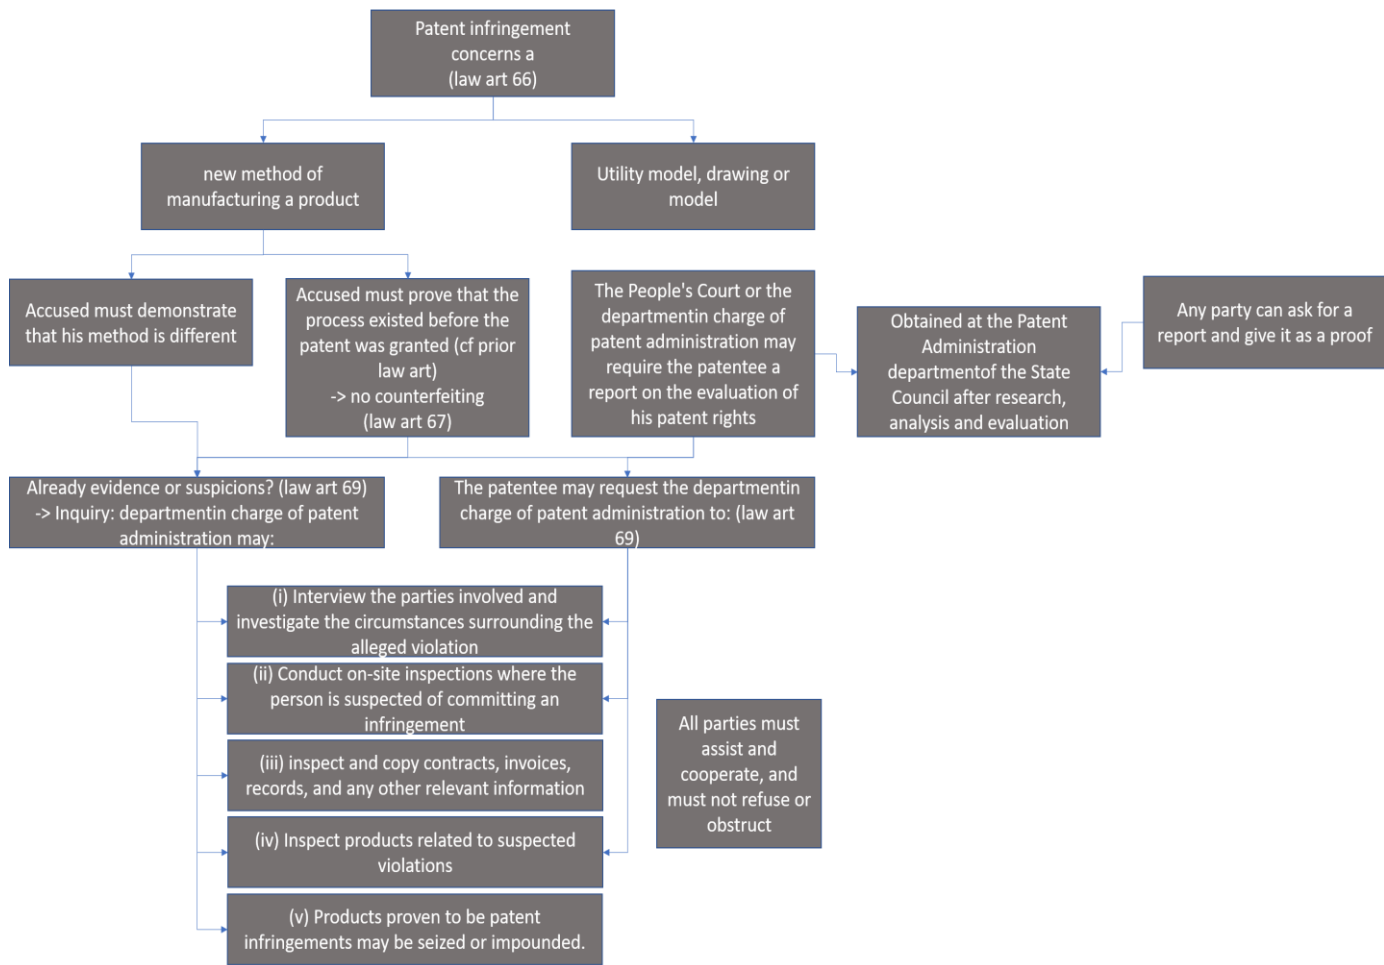 Patent infringement
concerns a
(law art 66)
new method of
manufacturing a product
Utility model, drawing or
model
Accused must demonstrate
that his method is different
Accused must prove that the
process existed before the
patent was granted (cf prior
law art)
-> no counterfeiting
(law art 67)
The People's Court or the
departmentin charge of
patent administration may
require the patentee a
report on the evaluation of
his patent rights
Obtained at the Patent
Administration
departmentof the State
Council after research,
analysis and evaluation
Any party can ask for a
report and give it as a proof
Already evidence or suspicions? (law art 69)
-> Inquiry: departmentin charge of patent
administration may:
The patentee may request the departmentin
charge of patent administration to: (law art
69)
(i) Interview the parties involved and
investigate the circumstances surrounding the
alleged violation
(ii) Conduct on-site inspections where the
person is suspected of committing an
infringement
(iii) inspect and copy contracts, invoices,
records, and any other relevant information
(iv) Inspect products related to suspected
violations
(v) Products proven to be patent
infringements may be seized or impounded.
All parties must
assist and
cooperate, and
must not refuse or
obstruct